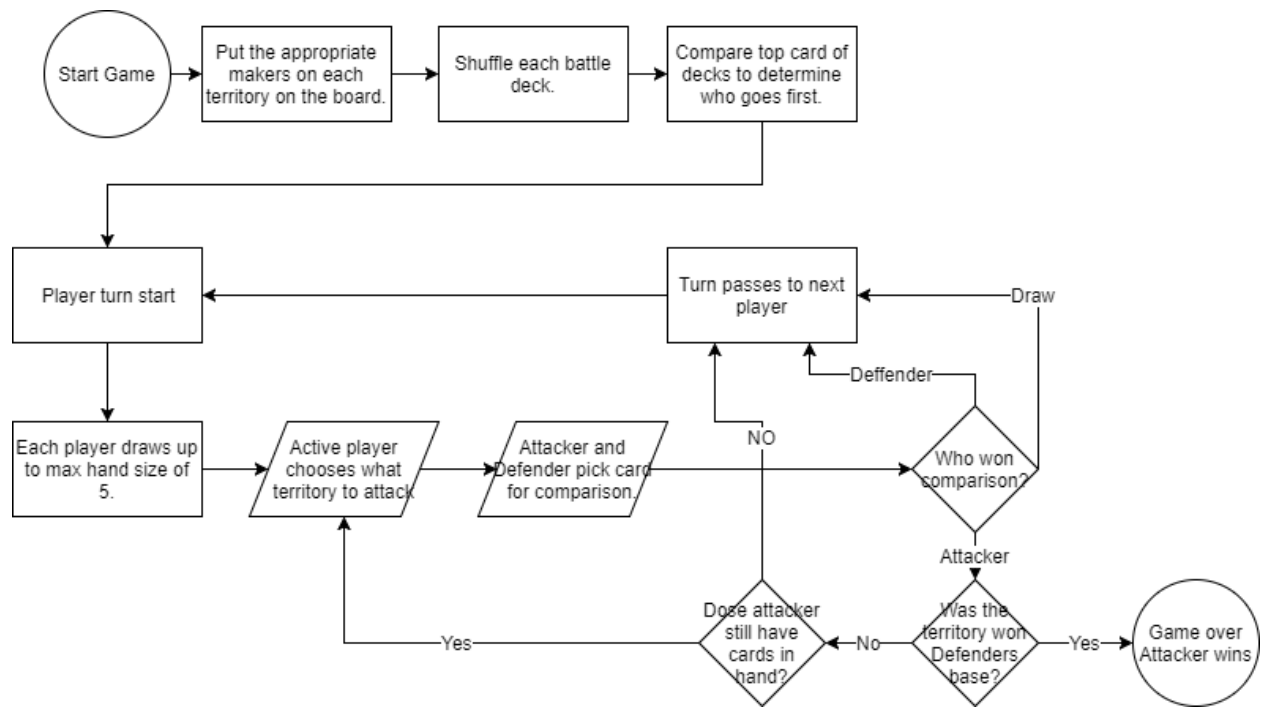 Start Game
Put the appropriate
makers on each
territory on the board.
Shuffle each battle
deck.
Compare top card of
decks to determine
who goes first.
Player turn start
Turn passes to next
player
Draw
Deffender
Each player draws up
to max hand size of
5.
Active player
chooses what
territory to attack
Attacker and
Defender pick card
for comparison.
NO
Who won
comparison?
Attacker
Dose attacker
still have
cards in
hand?
Was the
territory won
Defenders
base?
Game over
Attacker wins
Yes
No
Yes